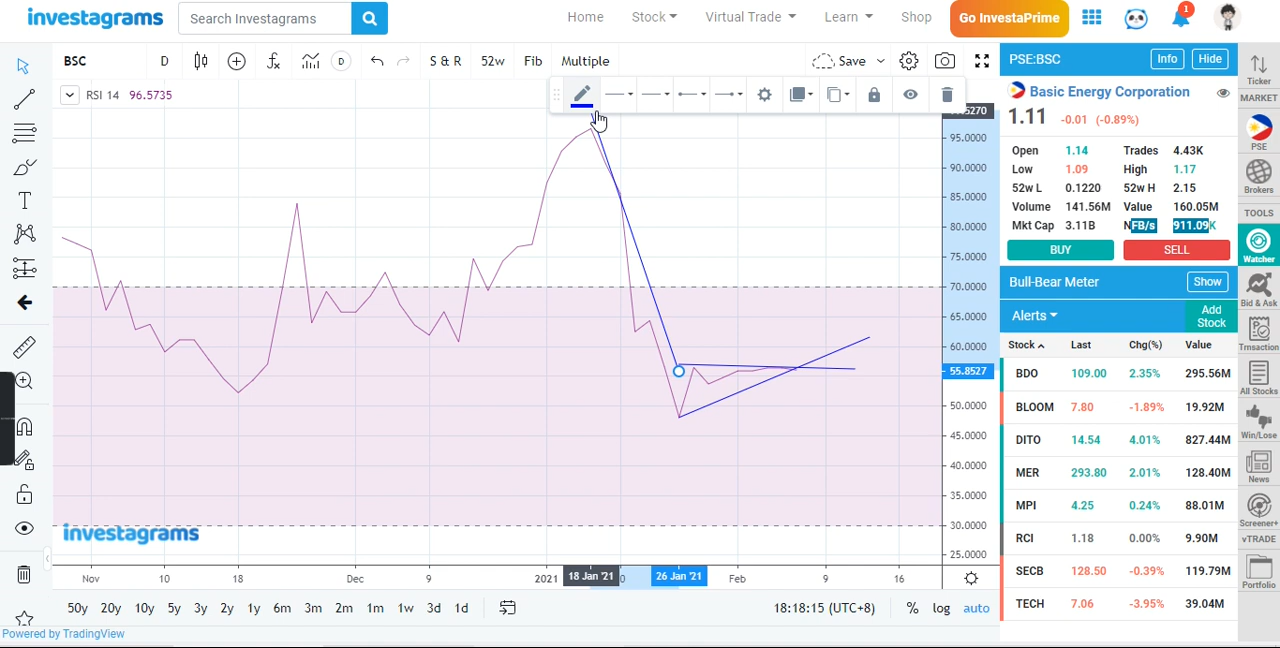 investagrams
Search Investagrams
Home
Stock
Virtual Trade
Learn
Shop
Go InvestaPrime
1
BSC
D
D
S & R
52w
Fib
Multiple
Save
RSI 14 96.5735
95.0000
90.0000
85.0000
80.0000
75.0000
70.0000
65.0000
60.0000
55.8527
50.0000
45.0000
40.0000
35.0000
30.0000
25.0000
investagrams
Nov
10
18
Dec
9
2021
18 Jan '21
26 Jan '21
Feb
9
16
50y
20y
10y
5y
3y
2y
1y
6m
3m
2m
1m
1w
3d
1d
18:18:15 (UTC+8)
%
log
auto
Powered by TradingView
PSE:BSC
Info
Hide
Basic Energy Corporation
1.11 -0.01 (-0.89%)
Open 1.14 Trades 4.43K
Low 1.09 High 1.17
52w L 0.1220 52w H 2.15
Volume 141.56M Value 160.05M
Mkt Cap 3.11B NFB/s 911.09K
BUY
SELL
Bull-Bear Meter
Show
Alerts
Add
Stock
Stock Last Chg(%) Value
BDO 109.00 2.35% 295.56M
BLOOM 7.80 -1.89% 19.92M
DITO 14.54 4.01% 827.44M
MER 293.80 2.01% 128.40M
MPI 4.25 0.24% 88.01M
RCI 1.18 0.00% 9.90M
SECB 128.50 -0.39% 119.79M
TECH 7.06 -3.95% 39.04M
Ticker
MARKET
PSE
Brokers
TOOLS
Watcher
Bid & Ask
Trnsaction
All Stocks
Win/Lose
News
Screener+
vTRADE
Portfolio